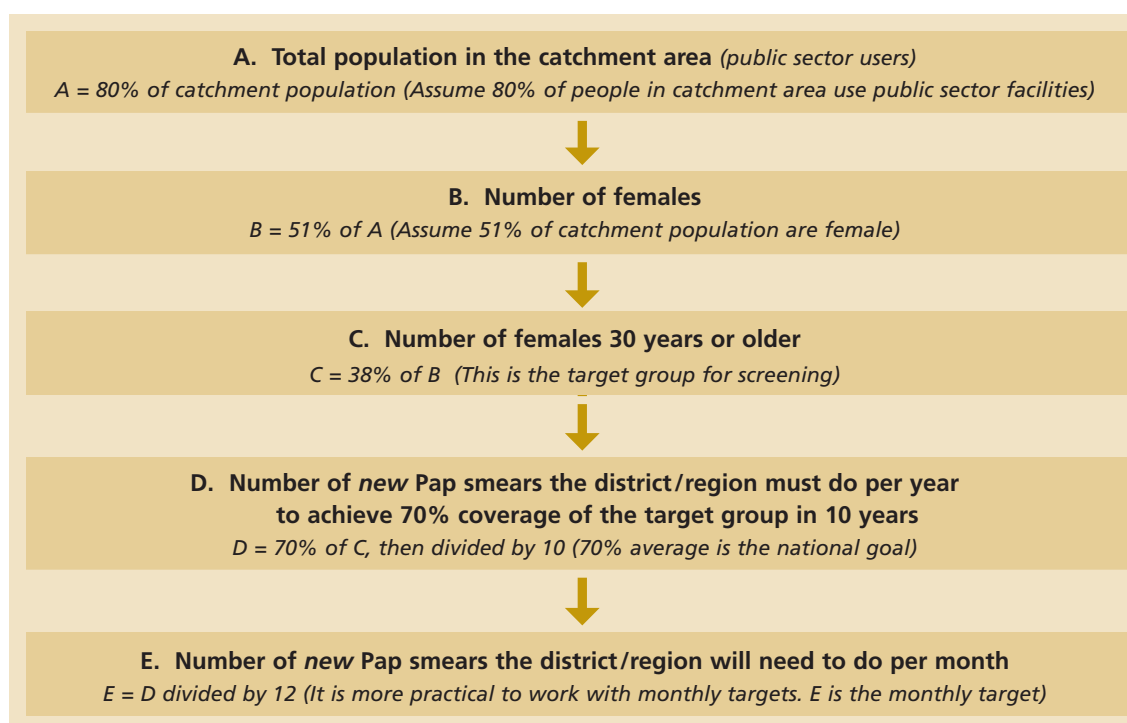 A. Total population in the catchment area (public sector users)
A = 80% of catchment population (Assume 80% of people in catchment area use public sector facilities)
B. Number of females
B = 51% of A (Assume 51% of catchment population are female)
C. Number of females 30 years or older
C = 38% of B (This is the target group for screening)
D. Number of new Pap smears the district/region must do per year
to achieve 70% coverage of the target group in 10 years
D = 70% of C, then divided by 10 (70% average is the national goal)
E. Number of new Pap smears the district/region will need to do per month
E = D divided by 12 (It is more practical to work with monthly targets. E is the monthly target)